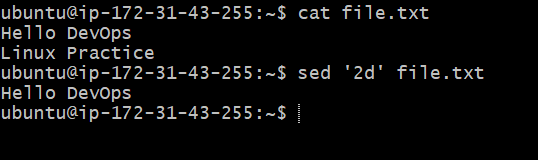 ubuntu@ip-172-31-43-255:~$ cat file.txt
Hello DevOps
Linux Practice
ubuntu@ip-172-31-43-255:~$ sed '2d' file.txt
Hello DevOps
ubuntu@ip-172-31-43-255:~$